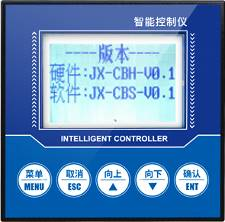 智能控制仪
----版本----
硬件:JX-CBH-V0.1
软件:JX-CBS-V0.1
INTELLIGENT CONTROLLER
菜单 取消 向上 向下 确认
MENU ESC ▲ ▼ ENT